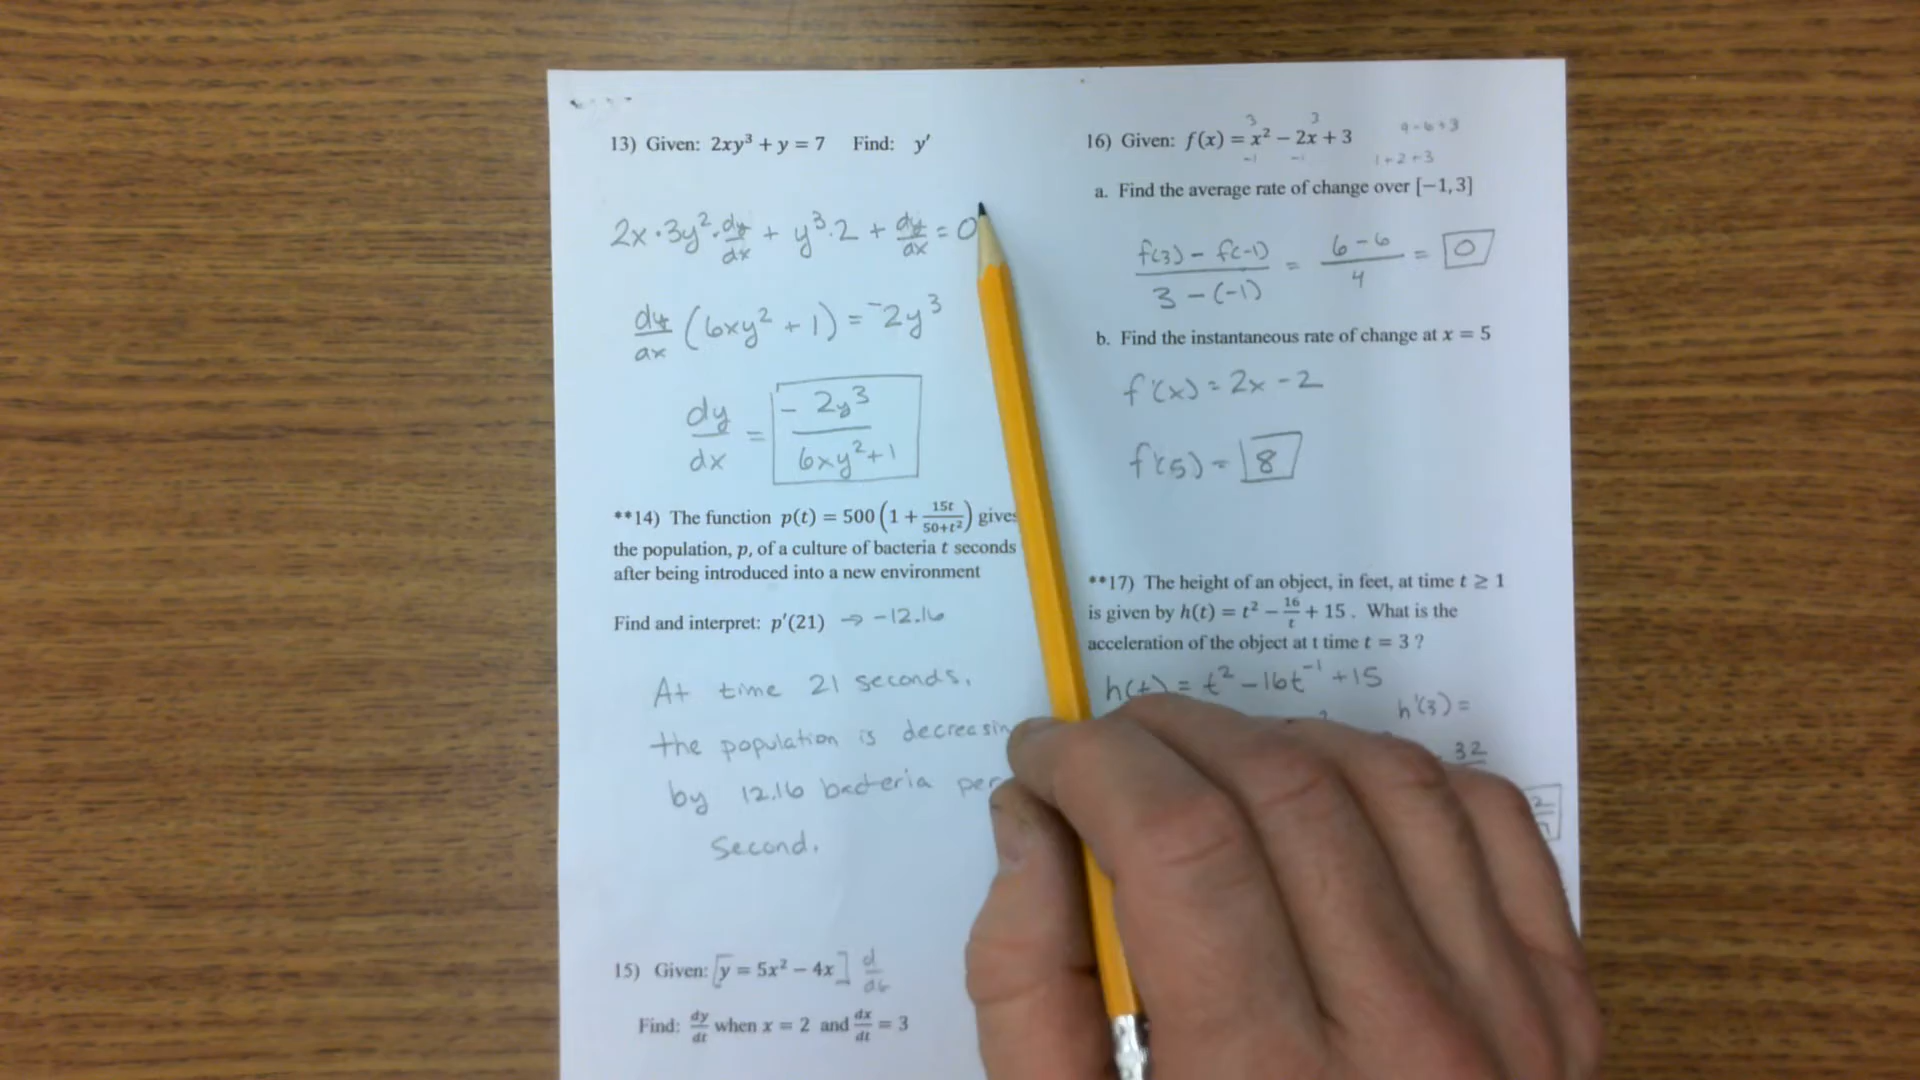 13) Given: 2xy³ + y = 7 Find: y′
2x · 3y² · dy/dx + y³ · 2 + dy/dx = 0
dy/dx (6xy² + 1) = ⁻2y³
dy/dx = - 2y³/6xy²+1
**14) The function p(t) = 500 (1 + 15t/50+t²) gives
the population, p, of a culture of bacteria t seconds
after being introduced into a new environment
Find and interpret: p′(21) → -12.16
At time 21 seconds,
the population is decreasin
by 12.16 bacteria per
second.
15) Given: [y = 5x² − 4x] d/dt
Find: dy/dt when x = 2 and dx/dt = 3
3 3
16) Given: f(x) = x² − 2x + 3 9-6+3
-1 -1 1+2+3
a. Find the average rate of change over [−1, 3]
f(3) - f(-1)/3 - (-1) = 6 - 6/4 = 0
b. Find the instantaneous rate of change at x = 5
f'(x) = 2x - 2
f'(5) = 8
**17) The height of an object, in feet, at time t ≥ 1
is given by h(t) = t² − 16/t + 15 . What is the
acceleration of the object at t time t = 3 ?
h(t) = t² - 16t⁻¹ + 15
h'(3) =
32